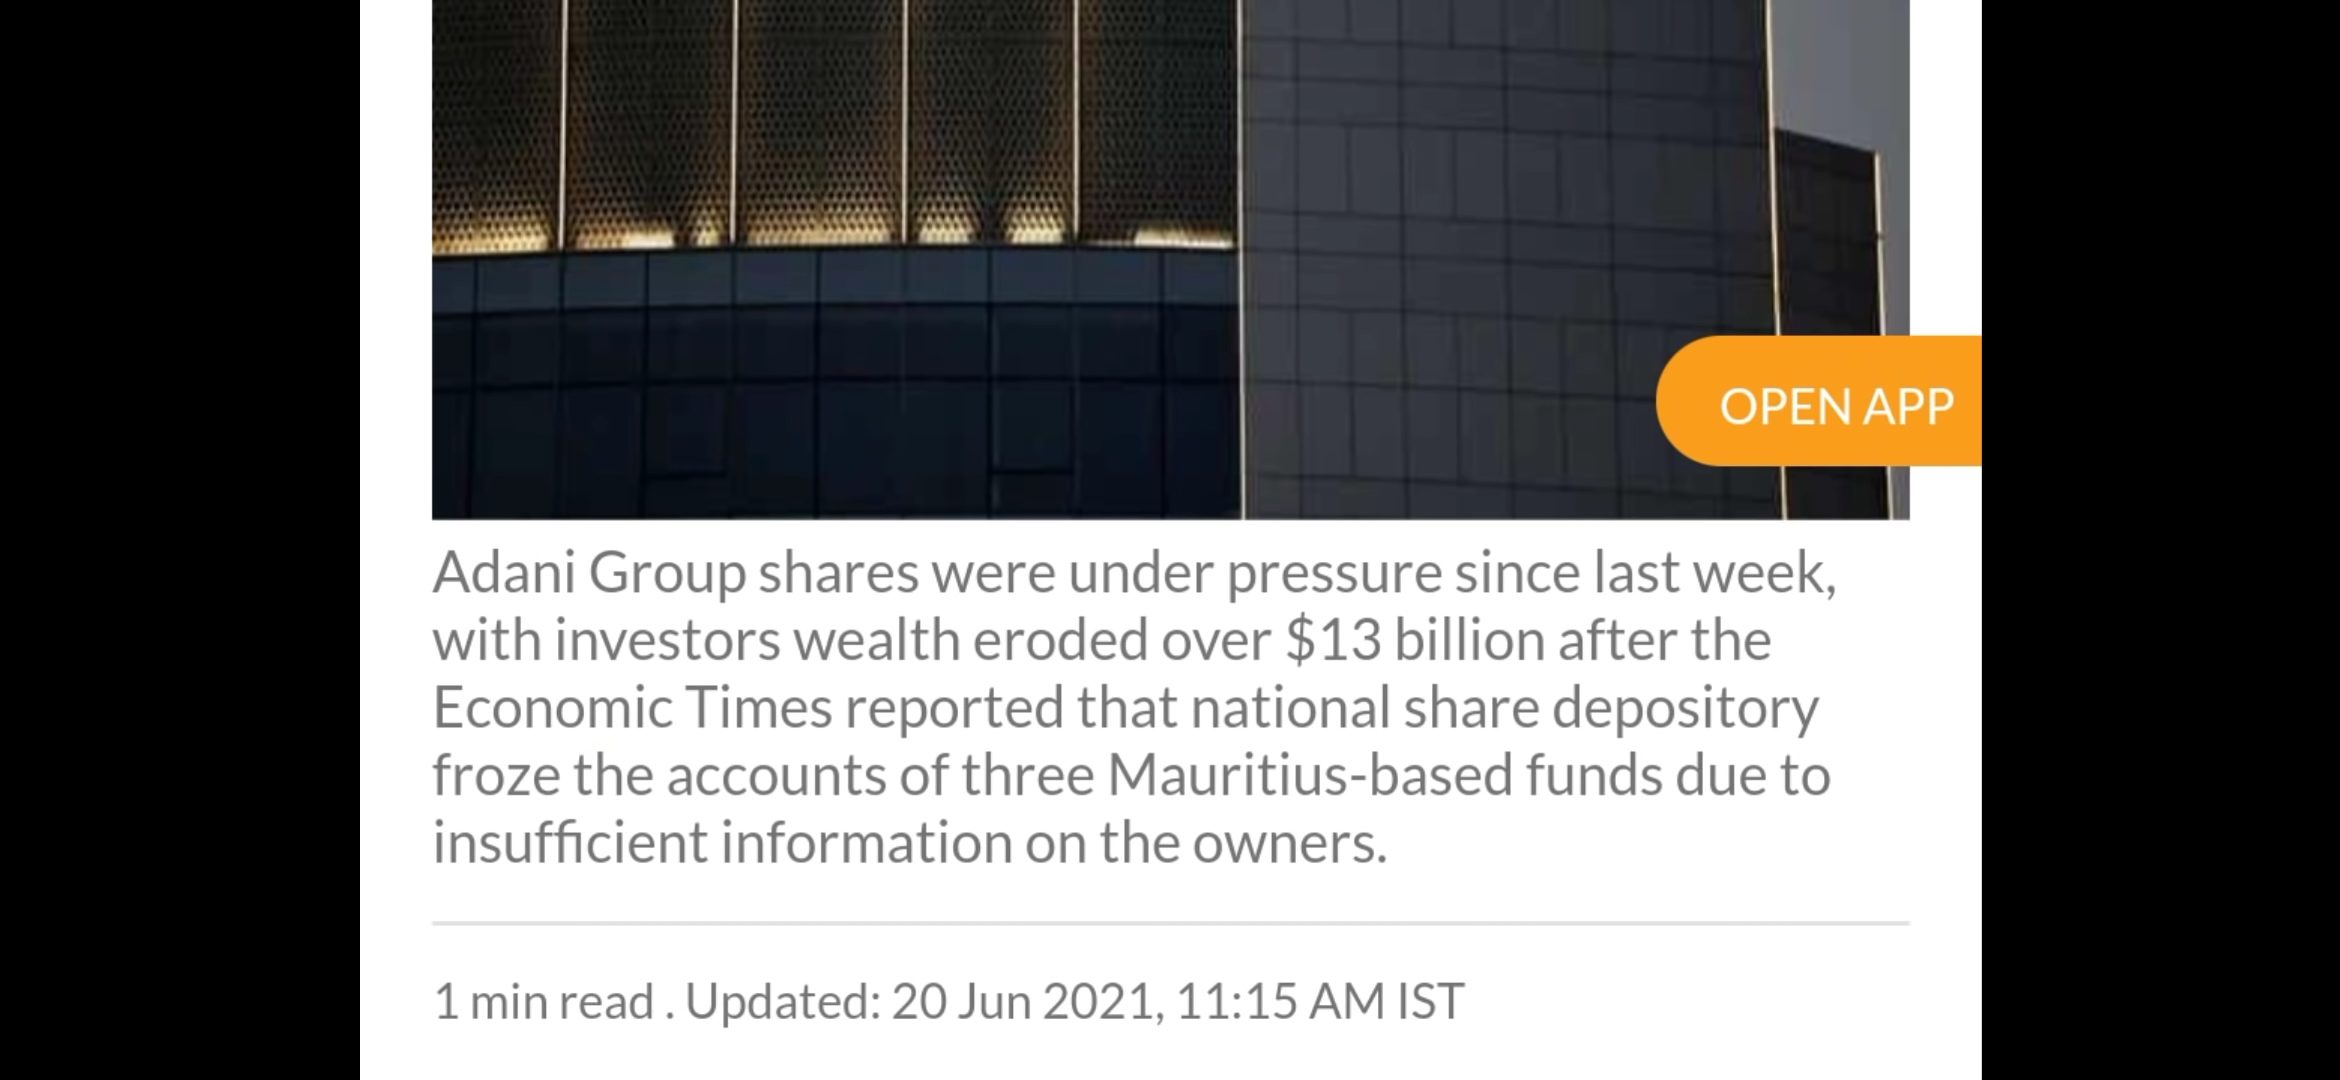 OPEN APP
Adani Group shares were under pressure since last week,
with investors wealth eroded over $13 billion after the
Economic Times reported that national share depository
froze the accounts of three Mauritius-based funds due to
insufficient information on the owners.
1 min read . Updated: 20 Jun 2021, 11:15 AM IST